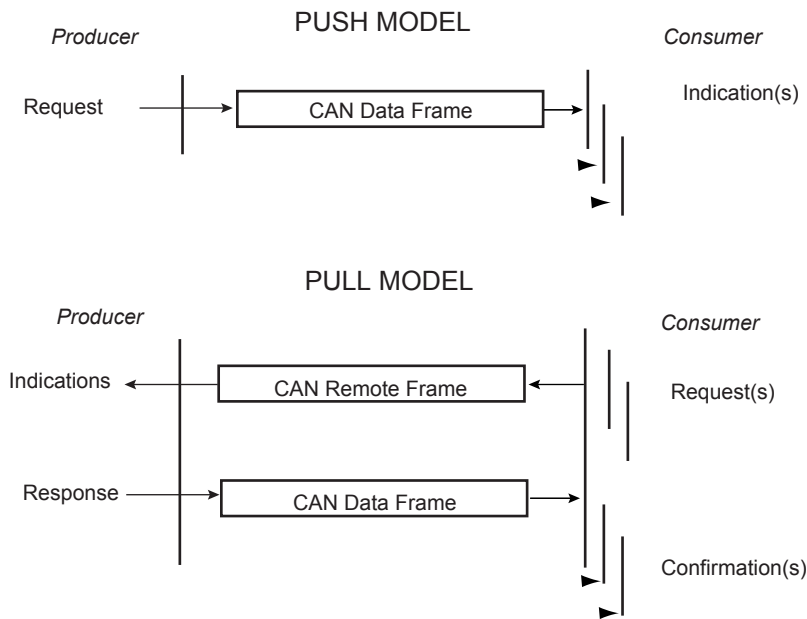 PUSH MODEL
Producer
Consumer
Request
CAN Data Frame
Indication(s)
PULL MODEL
Producer
Consumer
Indications
CAN Remote Frame
Request(s)
Response
CAN Data Frame
Confirmation(s)